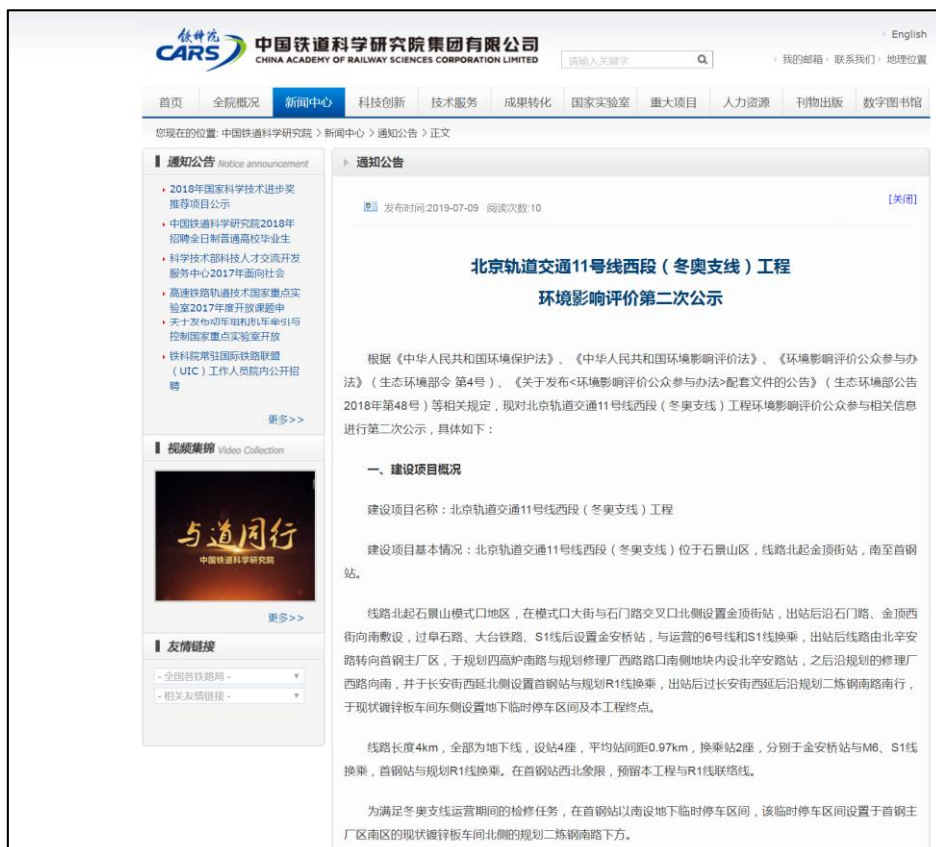 铁科院
CARS
中国铁道科学研究院集团有限公司
CHINA ACADEMY OF RAILWAY SCIENCES CORPORATION LIMITED
English
请输入关键字
我的邮箱 联系我们 地理位置
首页 全院概况 新闻中心 科技创新 技术服务 成果转化 国家实验室 重大项目 人力资源 刊物出版 数字图书馆
您现在的位置: 中国铁道科学研究院 > 新闻中心 > 通知公告 > 正文
通知公告 Notice announcement
2018年国家科学技术进步奖
推荐项目公示
中国铁道科学研究院2018年
招聘全日制普通高校毕业生
科学技术部科技人才交流开发
服务中心2017年面向社会
高速铁路轨道技术国家重点实
验室2017年度开放课题申
关于发布动车组和机车牵引与
控制国家重点实验室开放
铁科院常驻国际铁路联盟
（UIC）工作人员院内公开招
聘
更多>>
视频集锦 Video Collection
与道同行
中国铁道科学研究院
更多>>
友情链接
- 全国各铁路局 -
- 相关友情链接 -
通知公告
发布时间:2019-07-09 阅读次数:10
[关闭]
北京轨道交通11号线西段（冬奥支线）工程
环境影响评价第二次公示
根据《中华人民共和国环境保护法》、《中华人民共和国环境影响评价法》、《环境影响评价公众参与办
法》（生态环境部令 第4号）、《关于发布<环境影响评价公众参与办法>配套文件的公告》（生态环境部公告
2018年第48号）等相关规定，现对北京轨道交通11号线西段（冬奥支线）工程环境影响评价公众参与相关信息
进行第二次公示，具体如下：
一、建设项目概况
建设项目名称：北京轨道交通11号线西段（冬奥支线）工程
建设项目基本情况：北京轨道交通11号线西段（冬奥支线）位于石景山区，线路北起金顶街站，南至首钢
站。
线路北起石景山模式口地区，在模式口大街与石门路交叉口北侧设置金顶街站，出站后沿石门路、金顶西
街向南敷设，过阜石路、大台铁路、S1线后设置金安桥站，与运营的6号线和S1线换乘，出站后线路由北辛安
路转向首钢主厂区，于规划四高炉南路与规划修理厂西路路口南侧地块内设北辛安路站，之后沿规划的修理厂
西路向南，并于长安街西延北侧设置首钢站与规划R1线换乘，出站后过长安街西延后沿规划二炼钢南路南行，
于现状镀锌板车间东侧设置地下临时停车区间及本工程终点。
线路长度4km，全部为地下线，设站4座，平均站间距0.97km，换乘站2座，分别于金安桥站与M6、S1线
换乘，首钢站与规划R1线换乘。在首钢站西北象限，预留本工程与R1线联络线。
为满足冬奥支线运营期间的检修任务，在首钢站以南设地下临时停车区间，该临时停车区间设置于首钢主
厂区南区的现状镀锌板车间北侧的规划二炼钢南路下方。